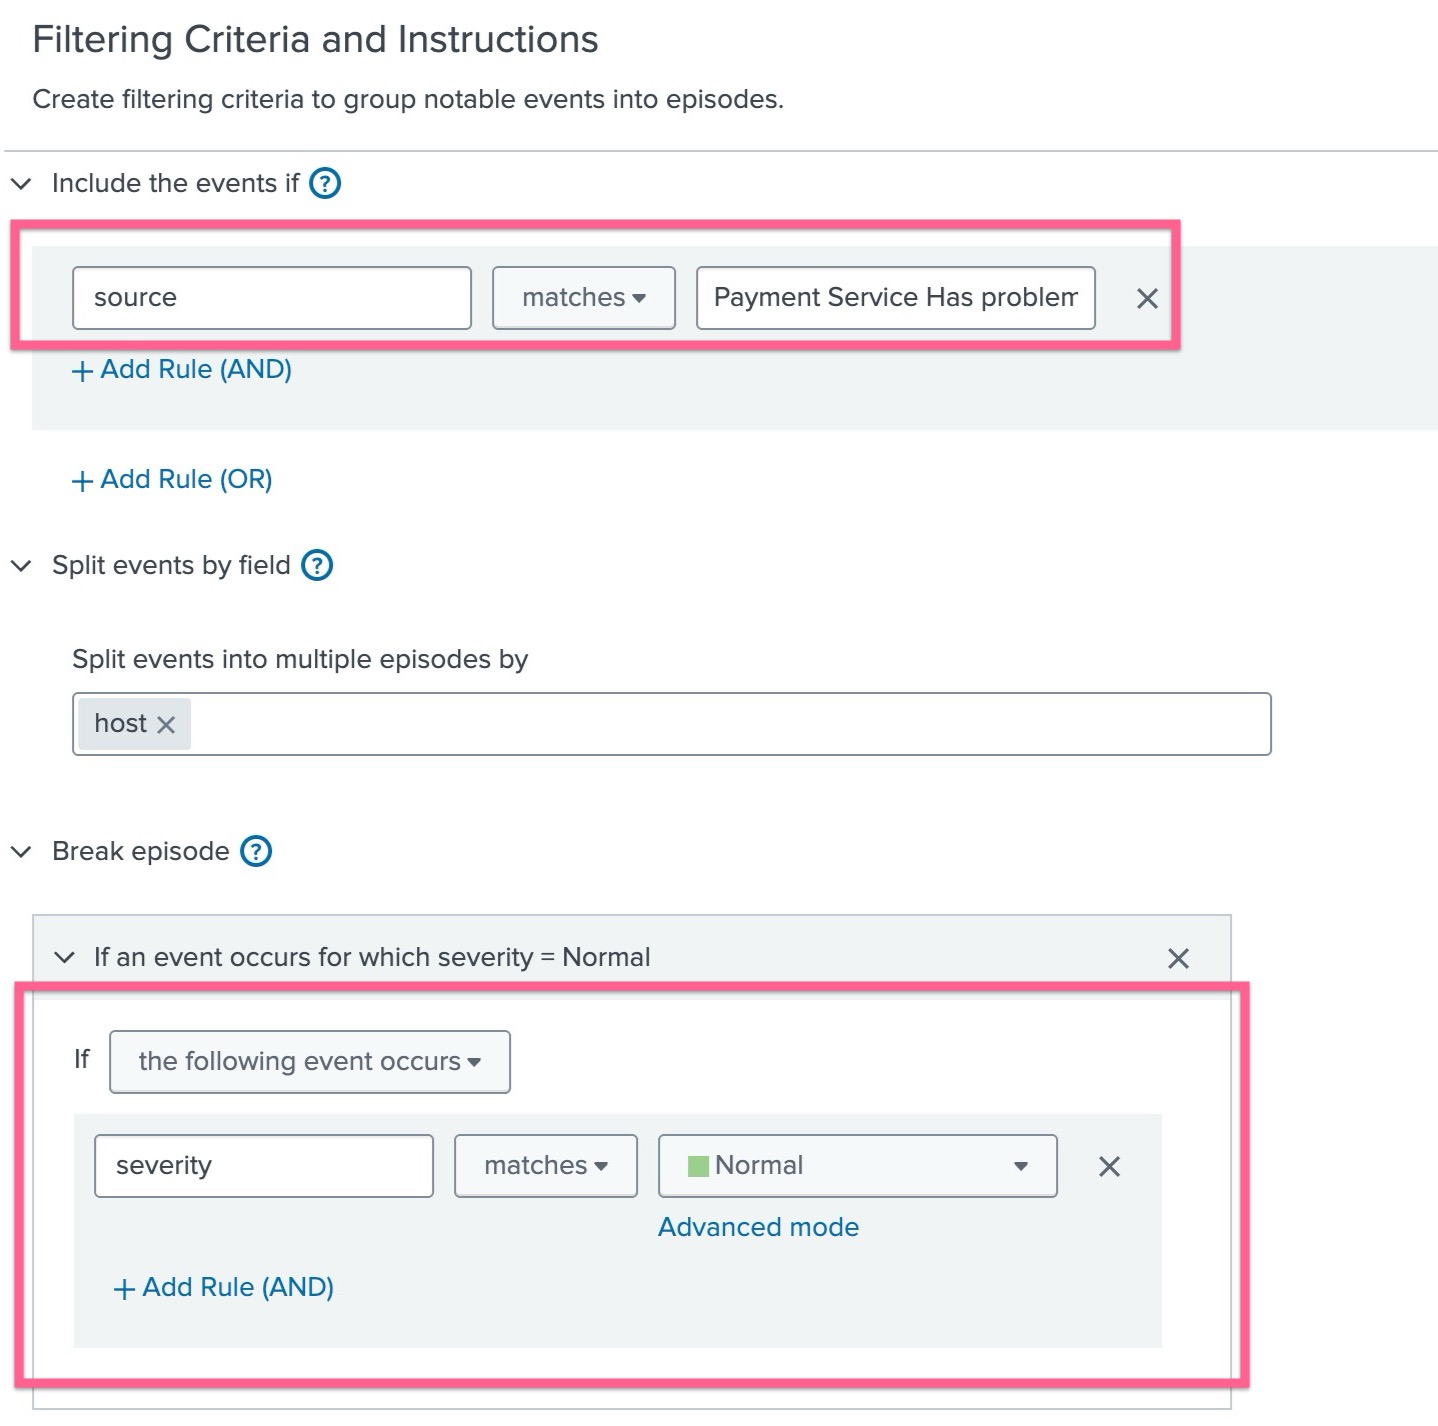 Filtering Criteria and Instructions
Create filtering criteria to group notable events into episodes.
Include the events if ?
source matches Payment Service Has problem
+ Add Rule (AND)
+ Add Rule (OR)
Split events by field ?
Split events into multiple episodes by
host
Break episode ?
If an event occurs for which severity = Normal
If the following event occurs
severity matches Normal
Advanced mode
+ Add Rule (AND)